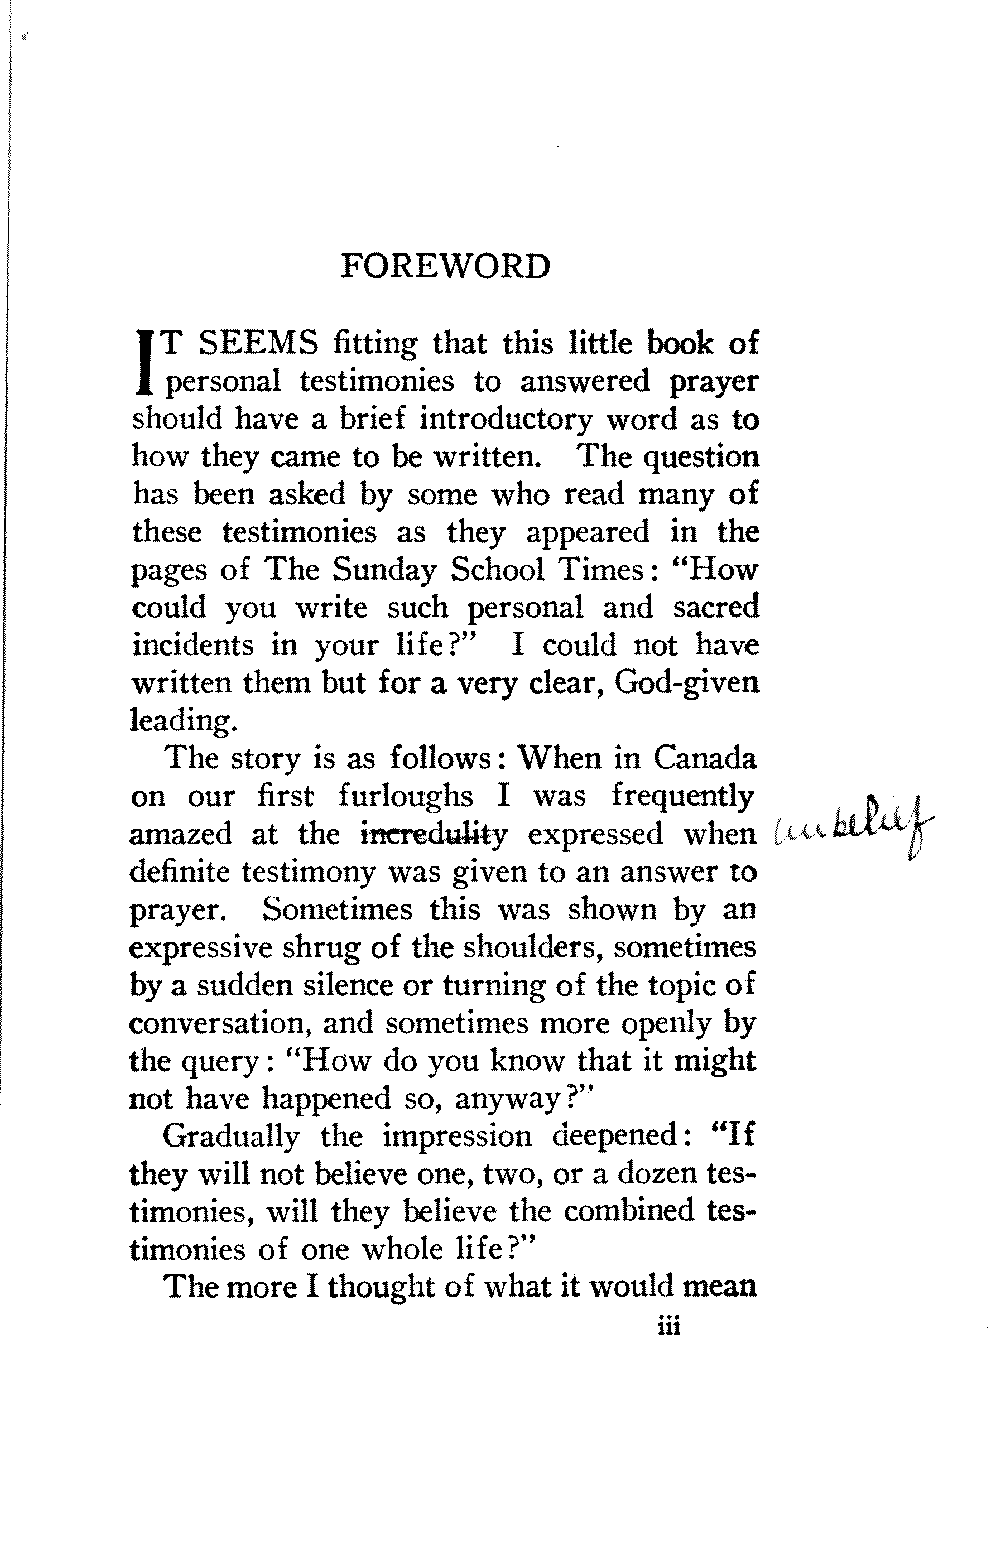 FOREWORD
IT SEEMS fitting that this little book of
personal testimonies to answered prayer
should have a brief introductory word as to
how they came to be written. The question
has been asked by some who read many of
these testimonies as they appeared in the
pages of The Sunday School Times: “How
could you write such personal and sacred
incidents in your life?” I could not have
written them but for a very clear, God-given
leading.
The story is as follows: When in Canada
on our first furloughs I was frequently
amazed at the incredulity expressed when unbelief
definite testimony was given to an answer to
prayer. Sometimes this was shown by an
expressive shrug of the shoulders, sometimes
by a sudden silence or turning of the topic of
conversation, and sometimes more openly by
the query: “How do you know that it might
not have happened so, anyway?”
Gradually the impression deepened: “If
they will not believe one, two, or a dozen tes-
timonies, will they believe the combined tes-
timonies of one whole life?”
The more I thought of what it would mean
iii